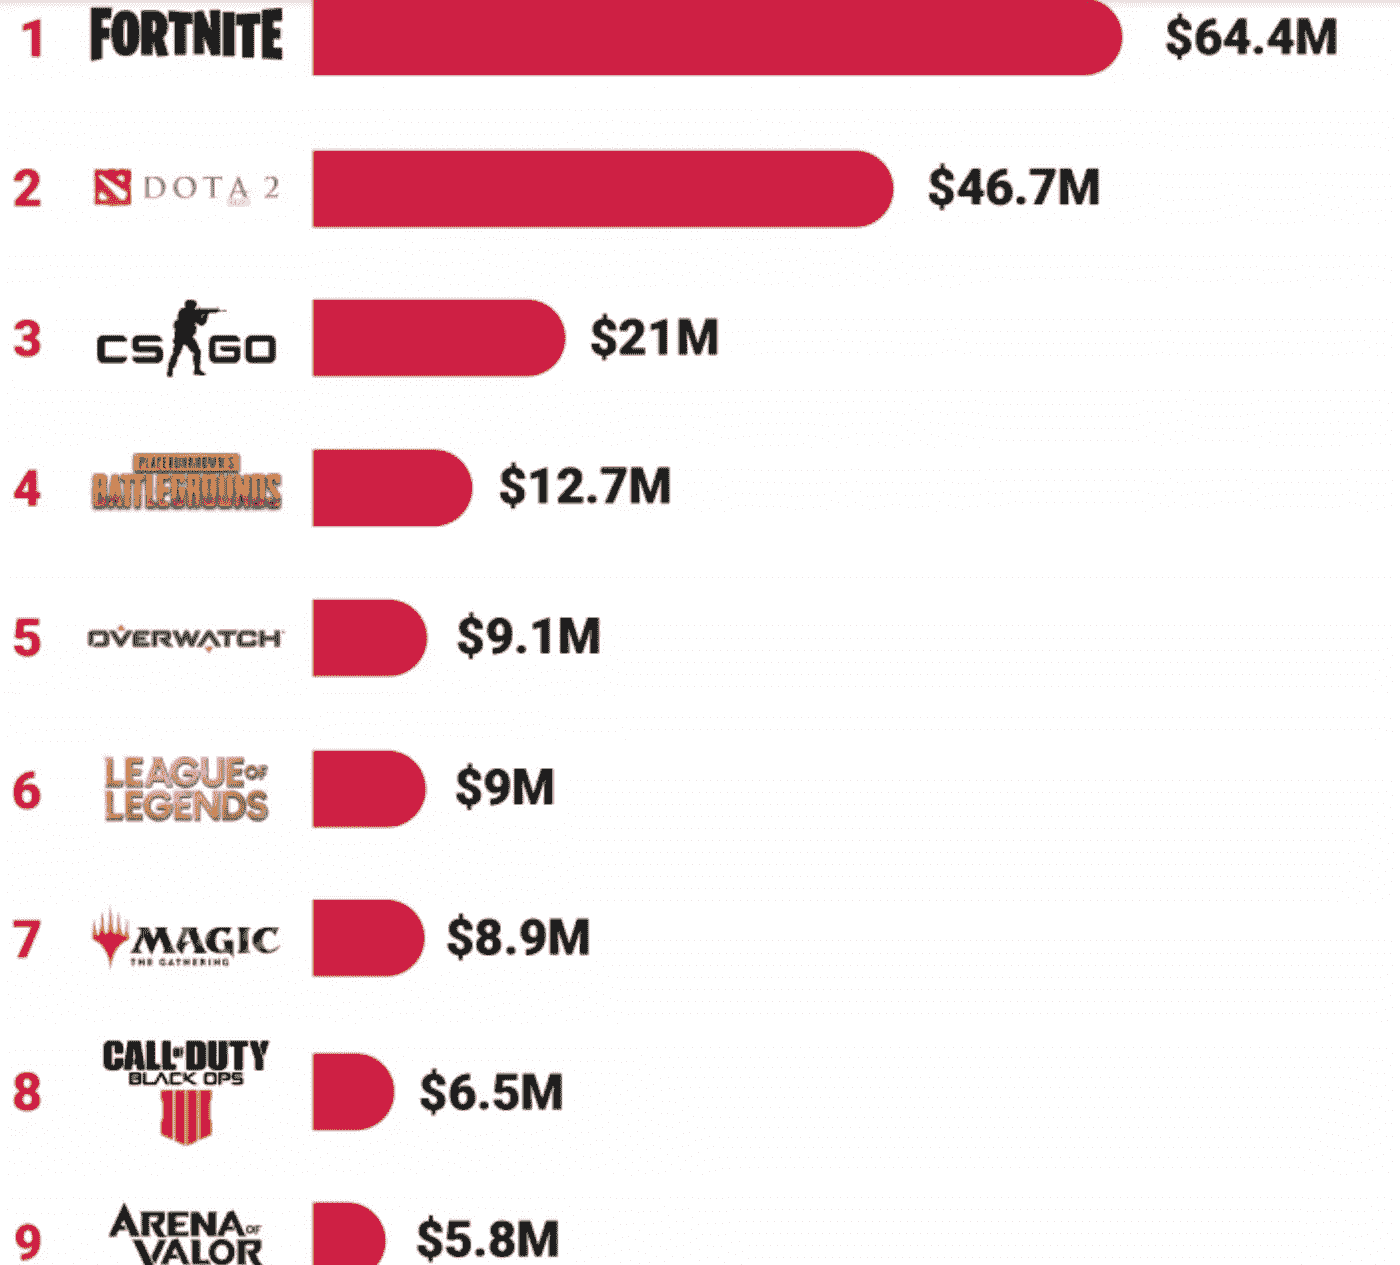 1 FORTNITE $64.4M
2 DOTA 2 $46.7M
3 CS GO $21M
4 PLAYERUNKNOWN'S
BATTLEGROUNDS $12.7M
5 OVERWATCH $9.1M
6 LEAGUE OF
LEGENDS $9M
7 MAGIC
THE GATHERING $8.9M
8 CALL OF DUTY
BLACK OPS
IIII $6.5M
9 ARENA OF
VALOR $5.8M